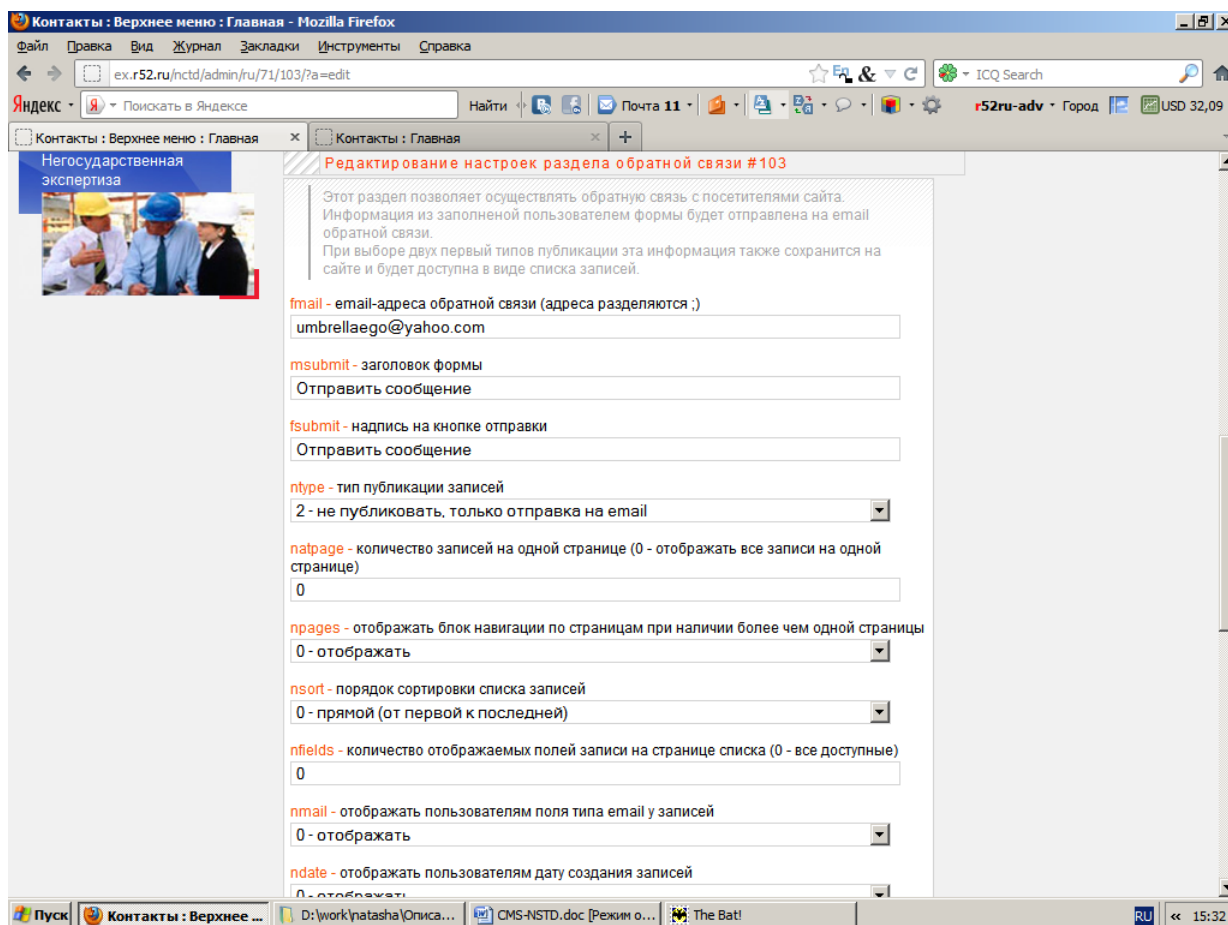 Контакты : Верхнее меню : Главная - Mozilla Firefox
Файл Правка Вид Журнал Закладки Инструменты Справка
ex.r52.ru/nctd/admin/ru/71/103/?a=edit
ICQ Search
Яндекс Поискать в Яндексе Найти Почта 11 r52ru-adv Город USD 32,09
Контакты : Верхнее меню : Главная Контакты : Главная
Негосударственная
экспертиза
Редактирование настроек раздела обратной связи #103
Этот раздел позволяет осуществлять обратную связь с посетителями сайта.
Информация из заполненой пользователем формы будет отправлена на email
обратной связи.
При выборе двух первый типов публикации эта информация также сохранится на
сайте и будет доступна в виде списка записей.
fmail - email-адреса обратной связи (адреса разделяются ;)
umbrellaego@yahoo.com
msubmit - заголовок формы
Отправить сообщение
fsubmit - надпись на кнопке отправки
Отправить сообщение
ntype - тип публикации записей
2 - не публиковать, только отправка на email
natpage - количество записей на одной странице (0 - отображать все записи на одной
странице)
0
npages - отображать блок навигации по страницам при наличии более чем одной страницы
0 - отображать
nsort - порядок сортировки списка записей
0 - прямой (от первой к последней)
nfields - количество отображаемых полей записи на странице списка (0 - все доступные)
0
nmail - отображать пользователям поля типа email у записей
0 - отображать
ndate - отображать пользователям дату создания записей
0 - отображать
Пуск Контакты : Верхнее ... D:\work\natasha\Описа... CMS-NSTD.doc [Режим о... The Bat! RU « 15:32